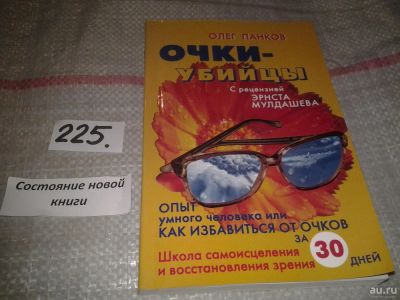 ОЛЕГ ПАНКОВ
ОЧКИ-
УБИЙЦЫ
С рецензией
ЭРНСТА
МУЛДАШЕВА
225.
Состояние новой
книги
ОПЫТ
умного человека или
КАК ИЗБАВИТЬСЯ ОТ ОЧКОВ
ЗА
30 ДНЕЙ
Школа самоисцеления
и восстановления зрения
au.ru